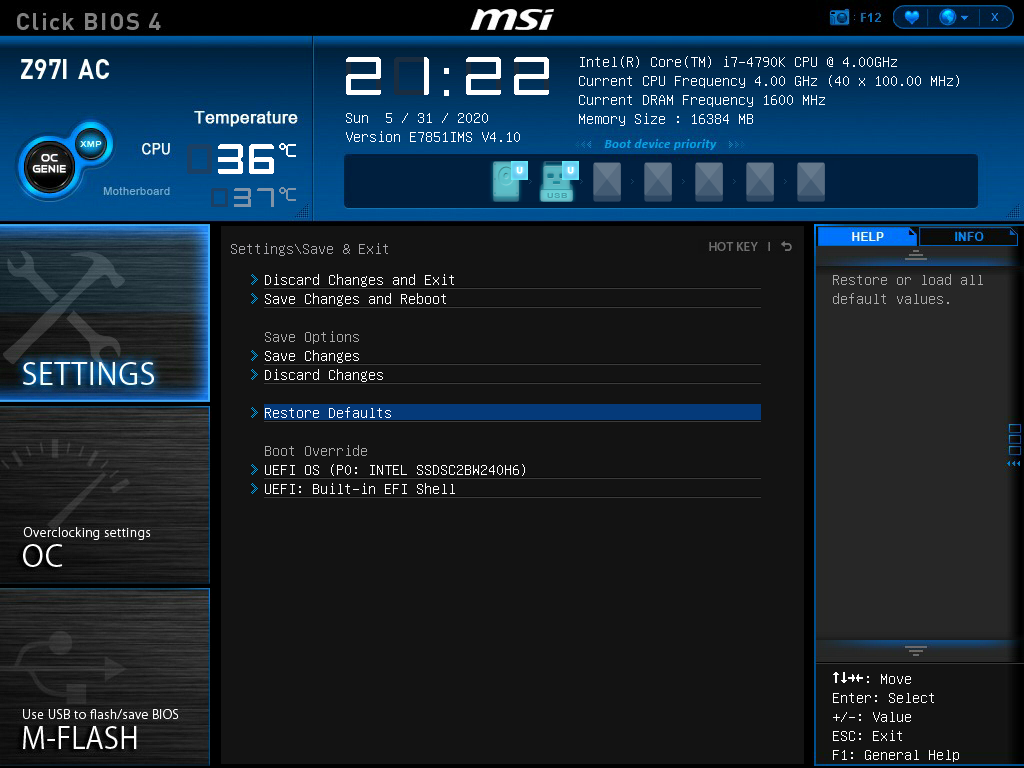 Click BIOS 4
msi
: F12
X
Z97I AC
OC
GENIE
XMP
Temperature
CPU 36°C
Motherboard 37°C
21:22
Sun 5 / 31 / 2020
Version E7851IMS V4.10
Intel(R) Core(TM) i7-4790K CPU @ 4.00GHz
Current CPU Frequency 4.00 GHz (40 x 100.00 MHz)
Current DRAM Frequency 1600 MHz
Memory Size : 16384 MB
Boot device priority
U
U
USB
SETTINGS
Overclocking settings
OC
Use USB to flash/save BIOS
M-FLASH
Settings\Save & Exit
HOT KEY |
Discard Changes and Exit
Save Changes and Reboot
Save Options
Save Changes
Discard Changes
Restore Defaults
Boot Override
UEFI OS (P0: INTEL SSDSC2BW240H6)
UEFI: Built-in EFI Shell
HELP
INFO
Restore or load all
default values.
↑↓→←: Move
Enter: Select
+/-: Value
ESC: Exit
F1: General Help